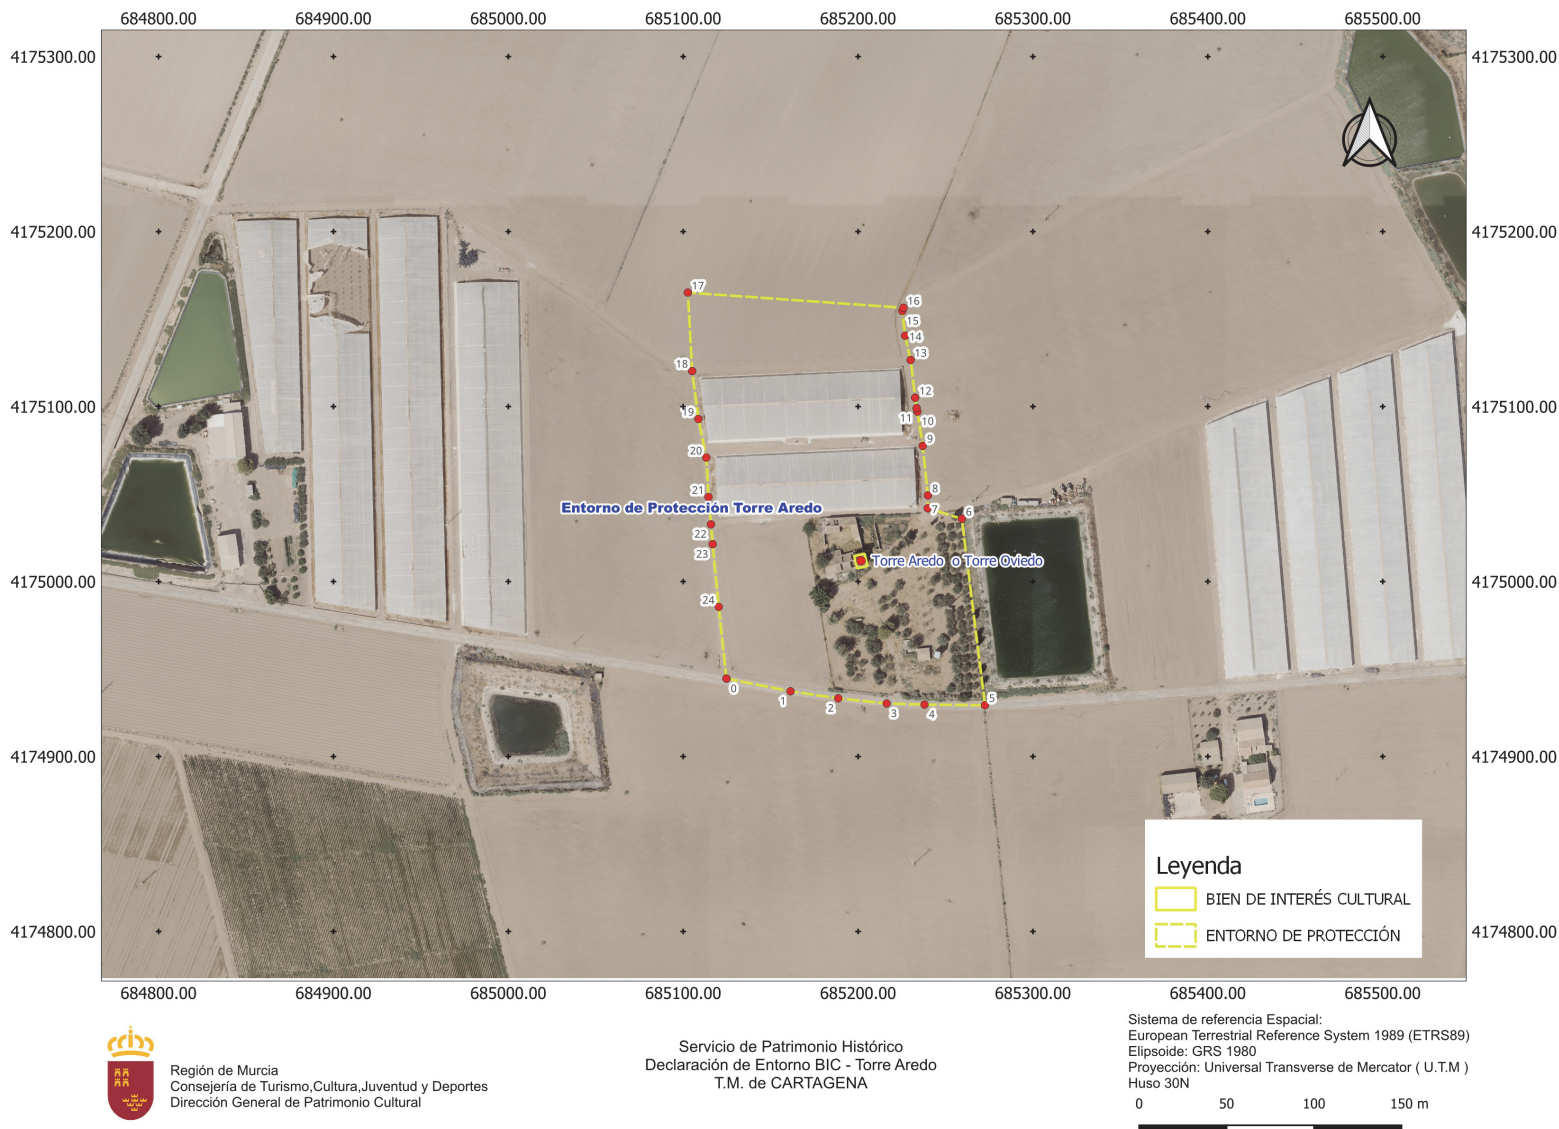 684800.00 684900.00 685000.00 685100.00 685200.00 685300.00 685400.00 685500.00
4175300.00 4175300.00
4175200.00 4175200.00
17
16
15
14
18
13
12
4175100.00 19 11 10 4175100.00
9
20
21 8
Entorno de Protección Torre Aredo 7 6
22
23
Torre Aredo o Torre Oviedo
4175000.00 4175000.00
24
0 1 2 3 4 5
4174900.00 4174900.00
Leyenda
BIEN DE INTERÉS CULTURAL
4174800.00 ENTORNO DE PROTECCIÓN 4174800.00
684800.00 684900.00 685000.00 685100.00 685200.00 685300.00 685400.00 685500.00
Región de Murcia
Consejería de Turismo,Cultura,Juventud y Deportes
Dirección General de Patrimonio Cultural
Servicio de Patrimonio Histórico
Declaración de Entorno BIC - Torre Aredo
T.M. de CARTAGENA
Sistema de referencia Espacial:
European Terrestrial Reference System 1989 (ETRS89)
Elipsoide: GRS 1980
Proyección: Universal Transverse de Mercator ( U.T.M )
Huso 30N
0 50 100 150 m